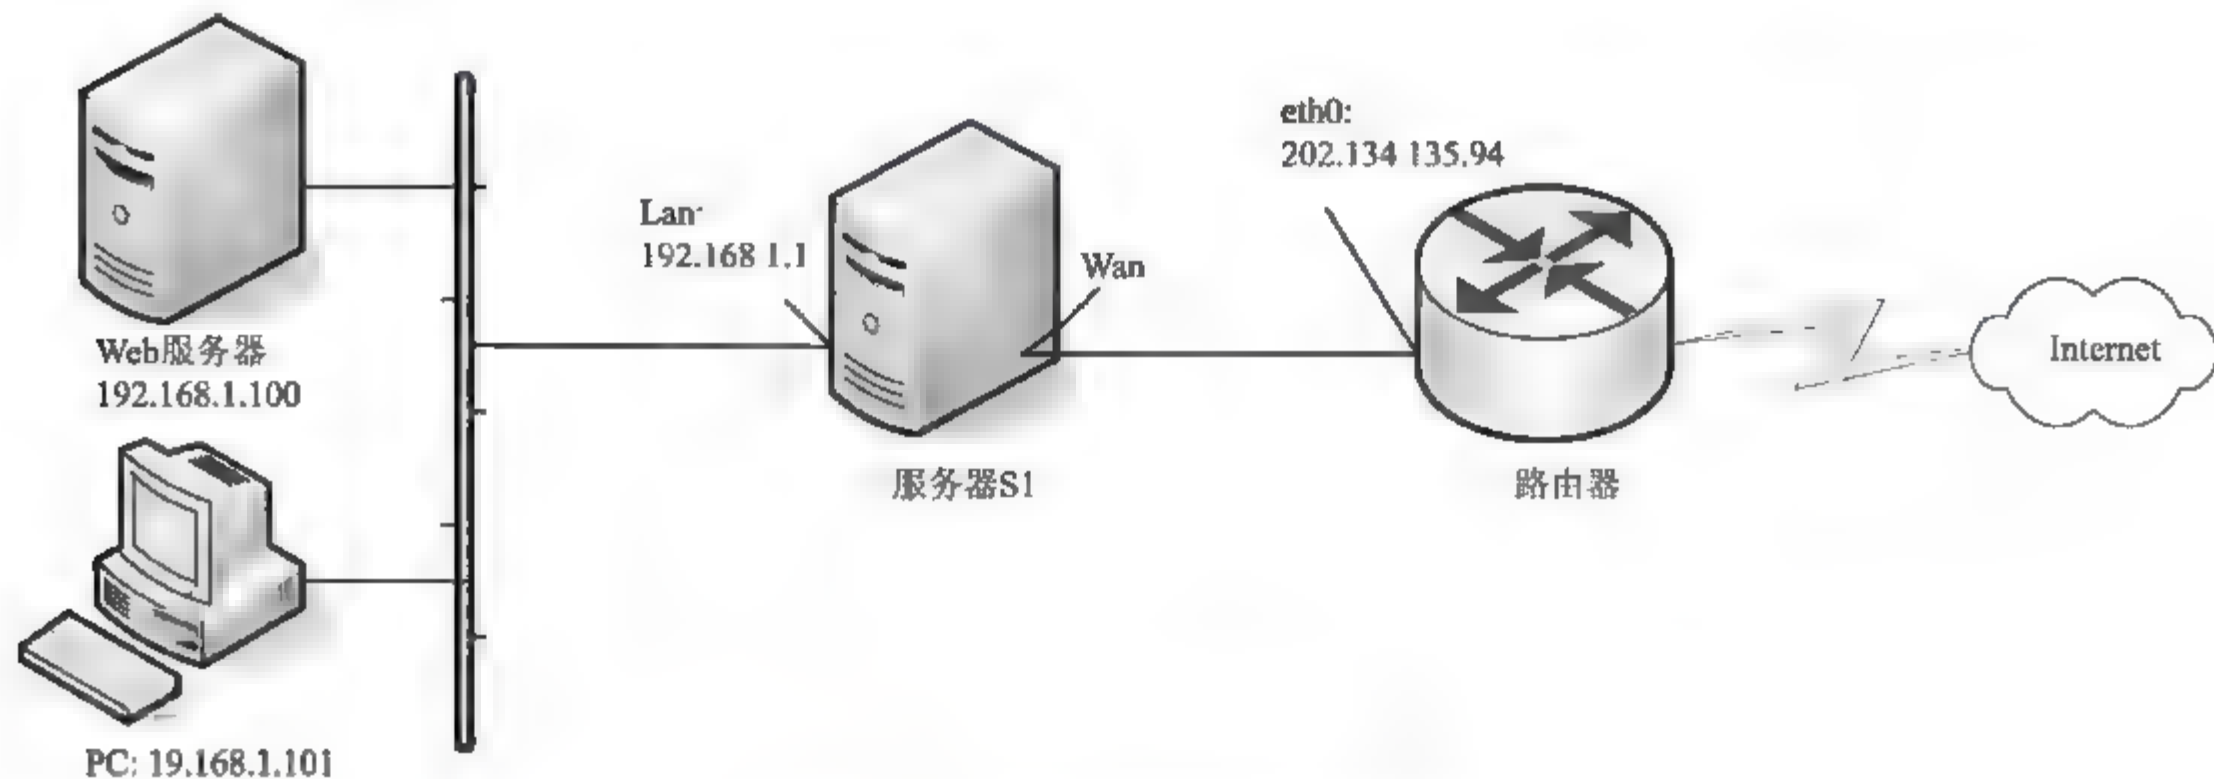 Web服务器
192.168.1.100
PC: 19.168.1.101
Lan:
192.168 1.1
Wan
服务器S1
eth0:
202.134 135.94
路由器
Internet